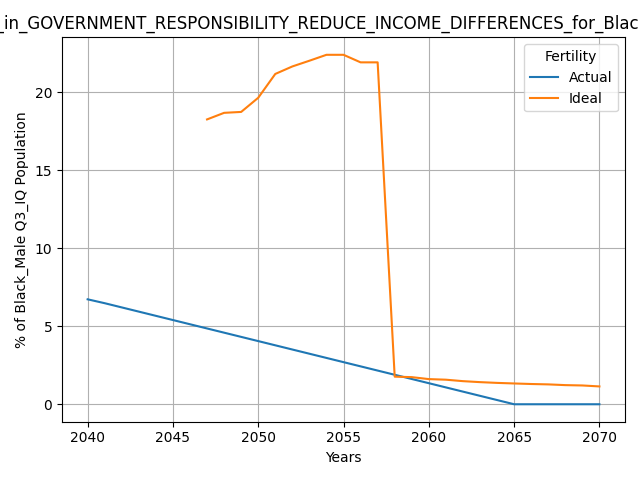 _in_GOVERNMENT_RESPONSIBILITY_REDUCE_INCOME_DIFFERENCES_for_Blac
Fertility
Actual
Ideal
% of Black_Male Q3_IQ Population
20
15
10
5
0
2040 2045 2050 2055 2060 2065 2070
Years